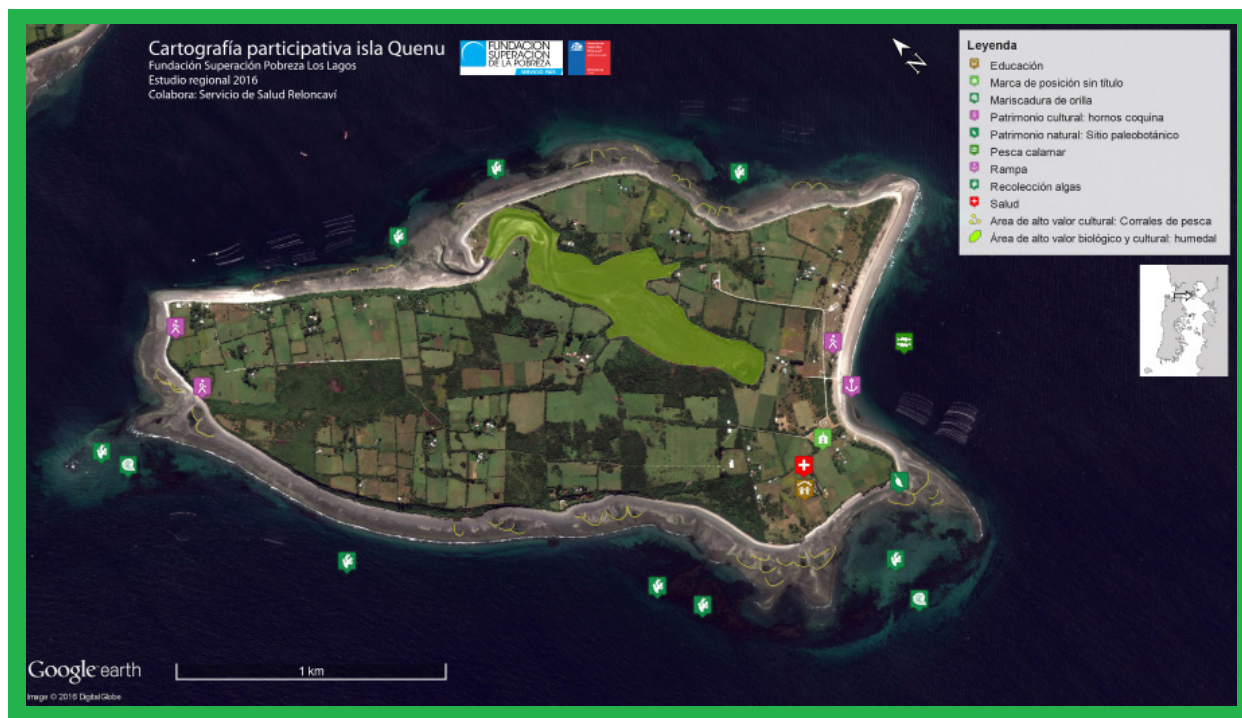 Cartografía participativa isla Quenu
Fundación Superación Pobreza Los Lagos
Estudio regional 2016
Colabora: Servicio de Salud Reloncaví
FUNDACION
SUPERACION
DE LA POBREZA
SERVICIO PAIS
N
Leyenda
Educación
Marca de posición sin título
Mariscadura de orilla
Patrimonio cultural: hornos coquina
Patrimonio natural: Sitio paleobotánico
Pesca calamar
Rampa
Recolección algas
Salud
Area de alto valor cultural: Corrales de pesca
Área de alto valor biológico y cultural: humedal
Google earth
1 km
Image © 2016 DigitalGlobe